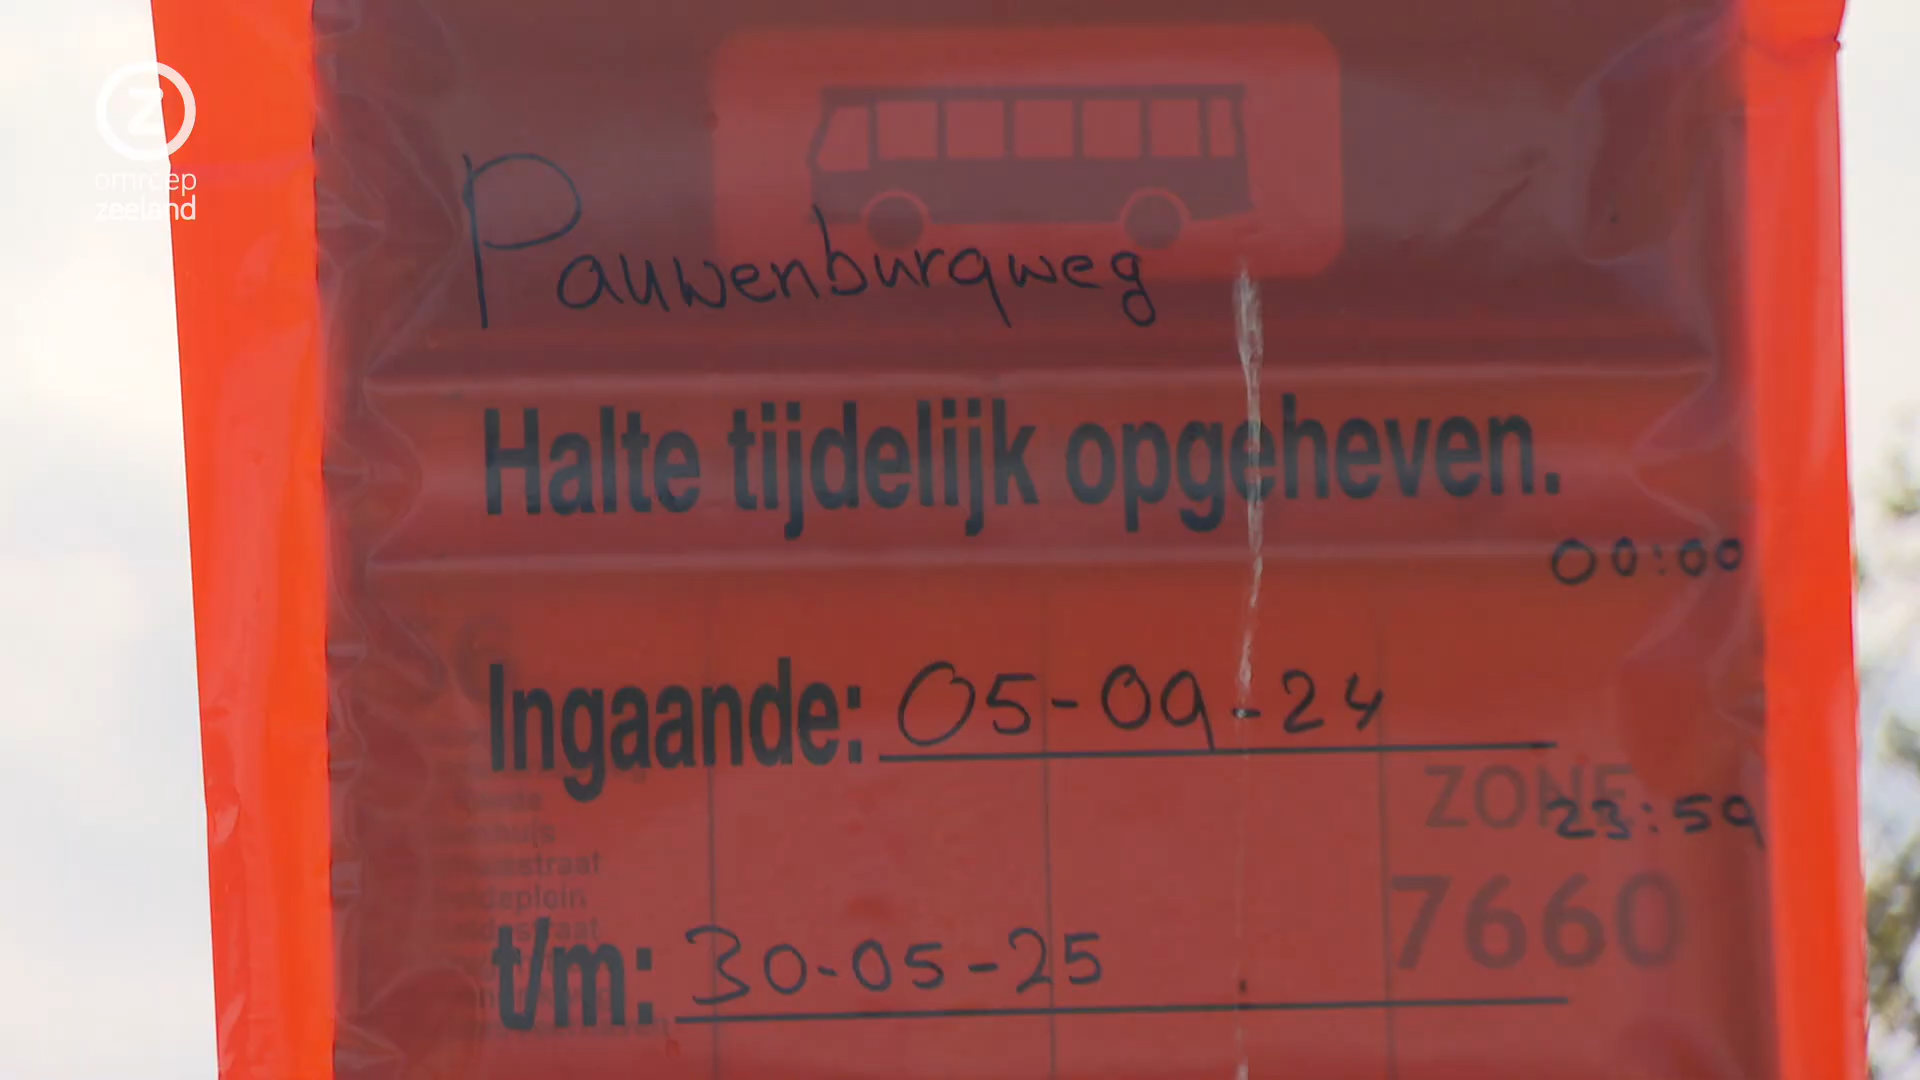 omroep
zeeland
Pauwenburgweg
Halte tijdelijk opgeheven.
00:00
Ingaande: 05-09-24
ZONE
23:59
7660
t/m: 30-05-25